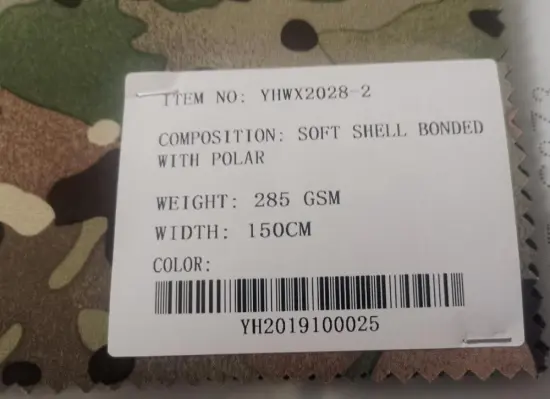 ITEM NO: YHWX2028-2
COMPOSITION: SOFT SHELL BONDED
WITH POLAR
WEIGHT: 285 GSM
WIDTH: 150CM
COLOR:
YH2019100025